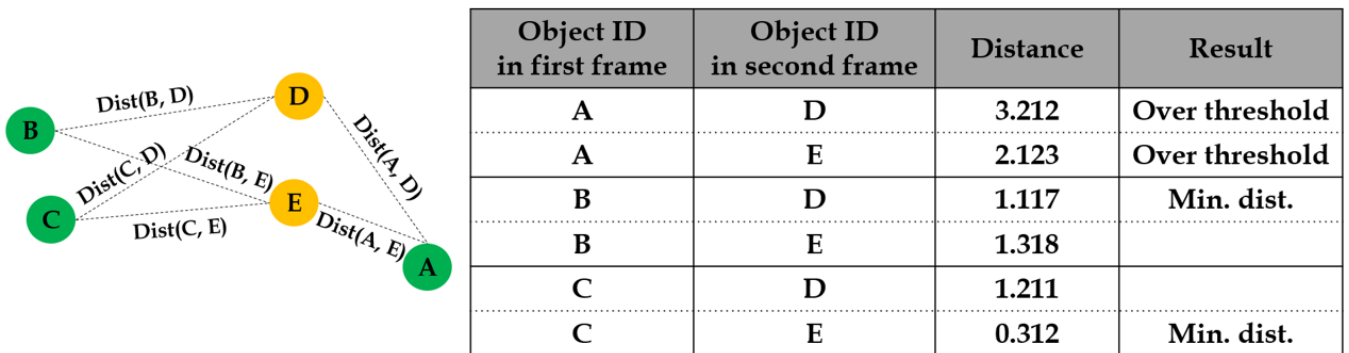 B
C
D
E
A
Dist(B, D)
Dist(C, D)
Dist(B, E)
Dist(A, D)
Dist(C, E)
Dist(A, E)
Object ID in first frame | Object ID in second frame | Distance | Result
A | D | 3.212 | Over threshold
A | E | 2.123 | Over threshold
B | D | 1.117 | Min. dist.
B | E | 1.318
C | D | 1.211
C | E | 0.312 | Min. dist.